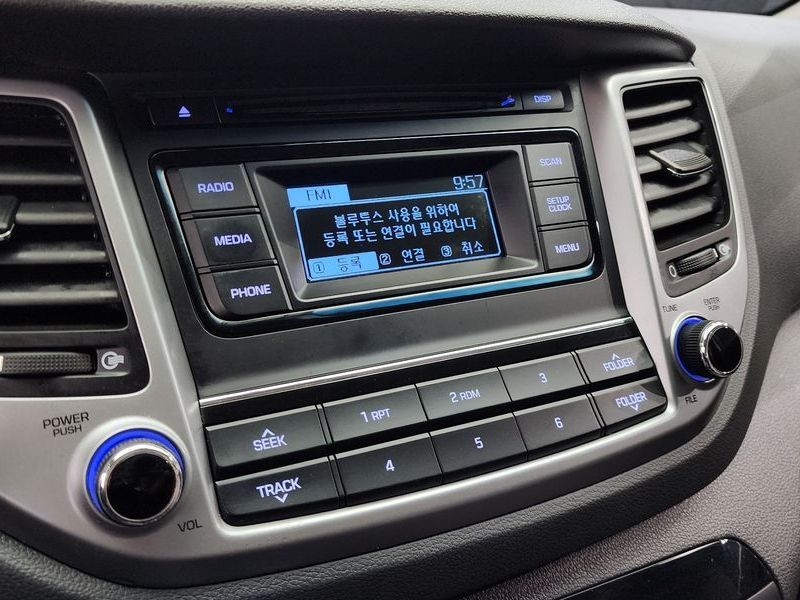 DISP
RADIO
MEDIA
PHONE
FM1 9:57
블루투스 사용을 위하여
등록 또는 연결이 필요합니다
① 등록 ② 연결 ③ 취소
SCAN
SETUP
CLOCK
MENU
TUNE
ENTER
PUSH
FILE
POWER
PUSH
VOL
SEEK
1 RPT
2 RDM
3
FOLDER
TRACK
4
5
6
FOLDER